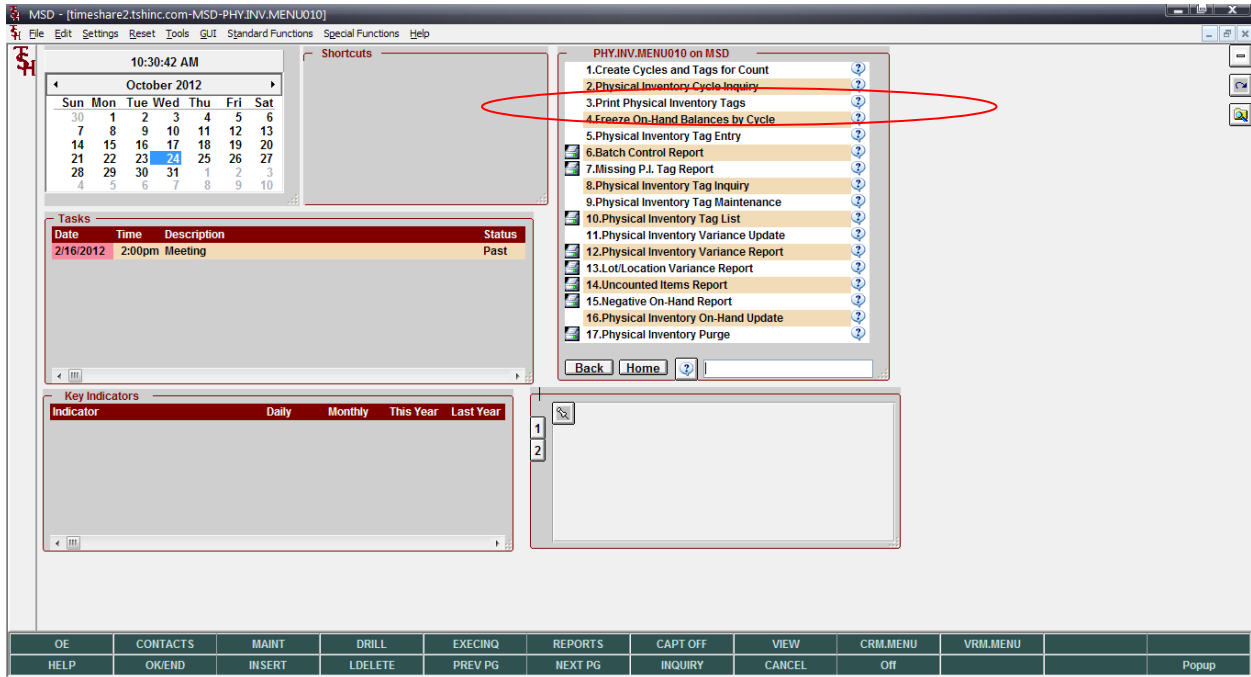 MSD - [timeshare2.tshinc.com-MSD-PHY.INV.MENU010]
File Edit Settings Reset Tools GUI Standard Functions Special Functions Help
TSH
10:30:42 AM
October 2012
Sun Mon Tue Wed Thu Fri Sat
30 1 2 3 4 5 6
7 8 9 10 11 12 13
14 15 16 17 18 19 20
21 22 23 24 25 26 27
28 29 30 31 1 2 3
4 5 6 7 8 9 10
Shortcuts
PHY.INV.MENU010 on MSD
1.Create Cycles and Tags for Count
2.Physical Inventory Cycle Inquiry
3.Print Physical Inventory Tags
4.Freeze On-Hand Balances by Cycle
5.Physical Inventory Tag Entry
6.Batch Control Report
7.Missing P.I. Tag Report
8.Physical Inventory Tag Inquiry
9.Physical Inventory Tag Maintenance
10.Physical Inventory Tag List
11.Physical Inventory Variance Update
12.Physical Inventory Variance Report
13.Lot/Location Variance Report
14.Uncounted Items Report
15.Negative On-Hand Report
16.Physical Inventory On-Hand Update
17.Physical Inventory Purge
Back Home
Tasks
Date Time Description Status
2/16/2012 2:00pm Meeting Past
Key Indicators
Indicator Daily Monthly This Year Last Year
1
2
OE CONTACTS MAINT DRILL EXECINQ REPORTS CAPT OFF VIEW CRM.MENU VRM.MENU
HELP OK/END INSERT LDELETE PREV PG NEXT PG INQUIRY CANCEL Off Popup